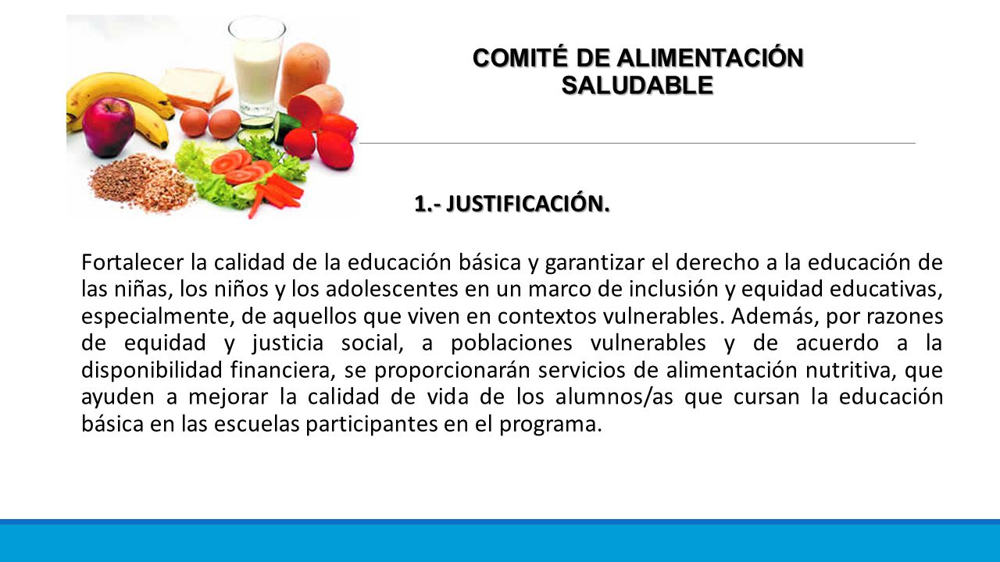 COMITÉ DE ALIMENTACIÓN
SALUDABLE
1.- JUSTIFICACIÓN.
Fortalecer la calidad de la educación básica y garantizar el derecho a la educación de
las niñas, los niños y los adolescentes en un marco de inclusión y equidad educativas,
especialmente, de aquellos que viven en contextos vulnerables. Además, por razones
de equidad y justicia social, a poblaciones vulnerables y de acuerdo a la
disponibilidad financiera, se proporcionarán servicios de alimentación nutritiva, que
ayuden a mejorar la calidad de vida de los alumnos/as que cursan la educación
básica en las escuelas participantes en el programa.